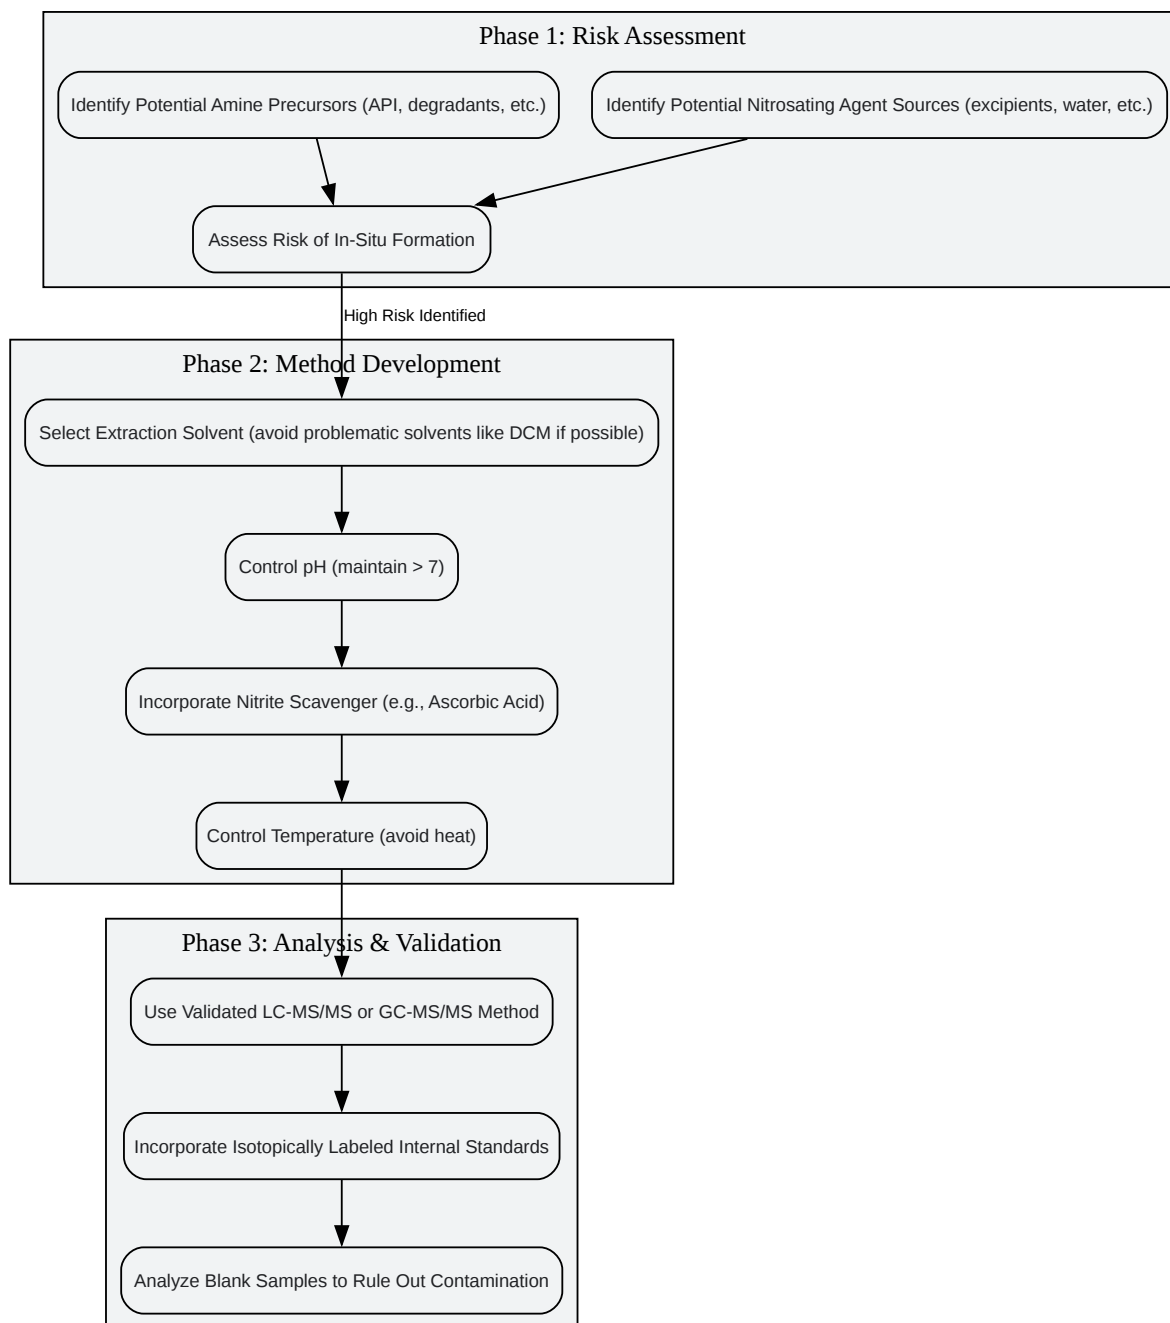 Phase 1: Risk Assessment
Identify Potential Amine Precursors (API, degradants, etc.)
Identify Potential Nitrosating Agent Sources (excipients, water, etc.)
Assess Risk of In-Situ Formation
High Risk Identified
Phase 2: Method Development
Select Extraction Solvent (avoid problematic solvents like DCM if possible)
Control pH (maintain > 7)
Incorporate Nitrite Scavenger (e.g., Ascorbic Acid)
Control Temperature (avoid heat)
Phase 3: Analysis & Validation
Use Validated LC-MS/MS or GC-MS/MS Method
Incorporate Isotopically Labeled Internal Standards
Analyze Blank Samples to Rule Out Contamination